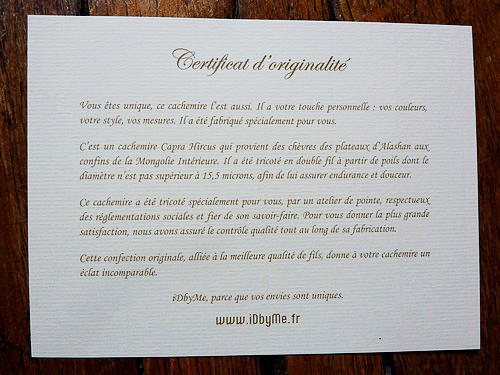 Certificat d'originalité
Vous êtes unique, ce cachemire l'est aussi. Il a votre touche personnelle : vos couleurs,
votre style, vos mesures. Il a été fabriqué spécialement pour vous.
C'est un cachemire Capra Hircus qui provient des chèvres des plateaux d'Alashan aux
confins de la Mongolie Intérieure. Il a été tricoté en double fil à partir de poils dont le
diamètre n'est pas supérieur à 15,5 microns, afin de lui assurer endurance et douceur.
Ce cachemire a été tricoté spécialement pour vous, par un atelier de pointe, respectueux
des réglementations sociales et fier de son savoir-faire. Pour vous donner la plus grande
satisfaction, nous avons assuré le contrôle qualité tout au long de sa fabrication.
Cette confection originale, alliée à la meilleure qualité de fils, donne à votre cachemire un
éclat incomparable.
iDbyMe, parce que vos envies sont uniques.
www.iDbyMe.fr